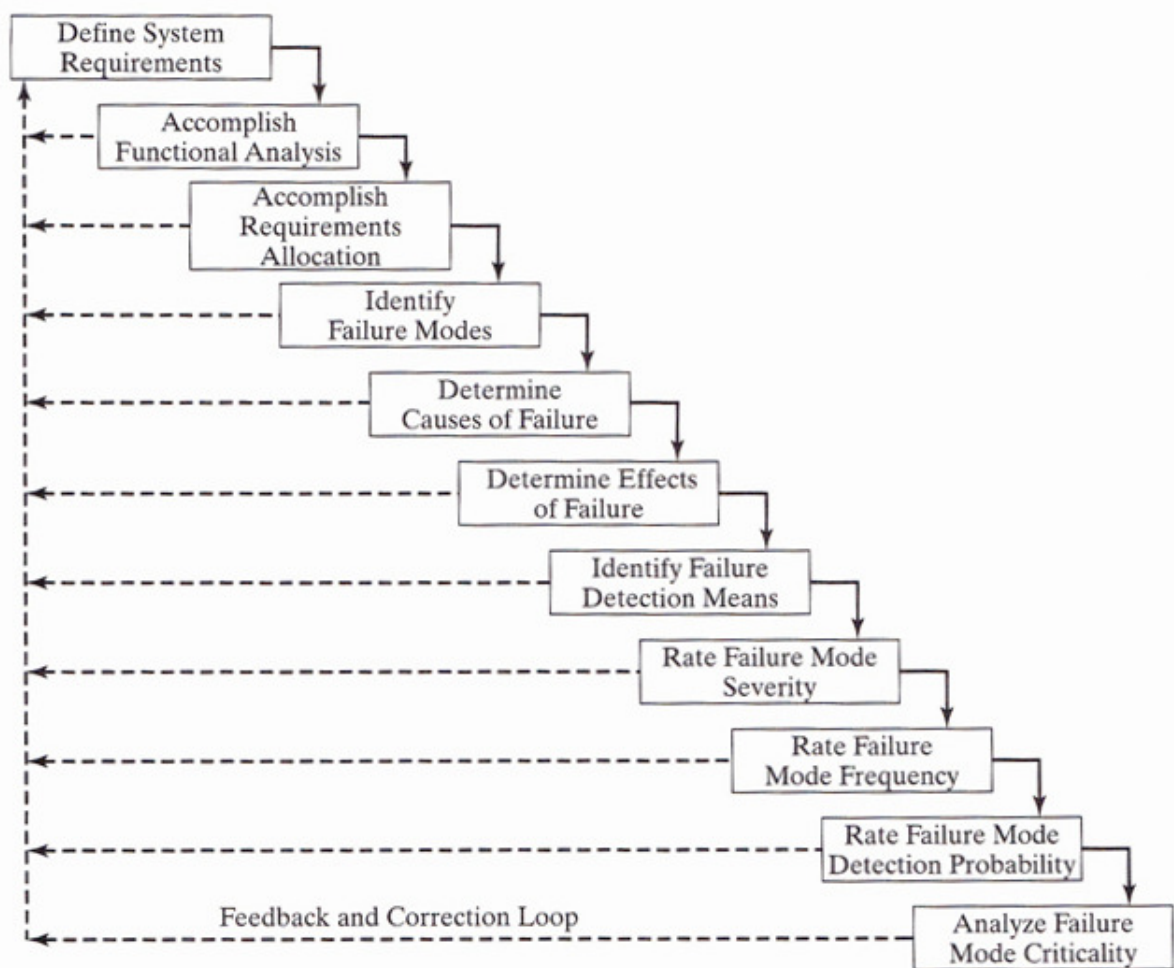 Define System
Requirements
Accomplish
Functional Analysis
Accomplish
Requirements
Allocation
Identify
Failure Modes
Determine
Causes of Failure
Determine Effects
of Failure
Identify Failure
Detection Means
Rate Failure Mode
Severity
Rate Failure
Mode Frequency
Rate Failure Mode
Detection Probability
Feedback and Correction Loop
Analyze Failure
Mode Criticality